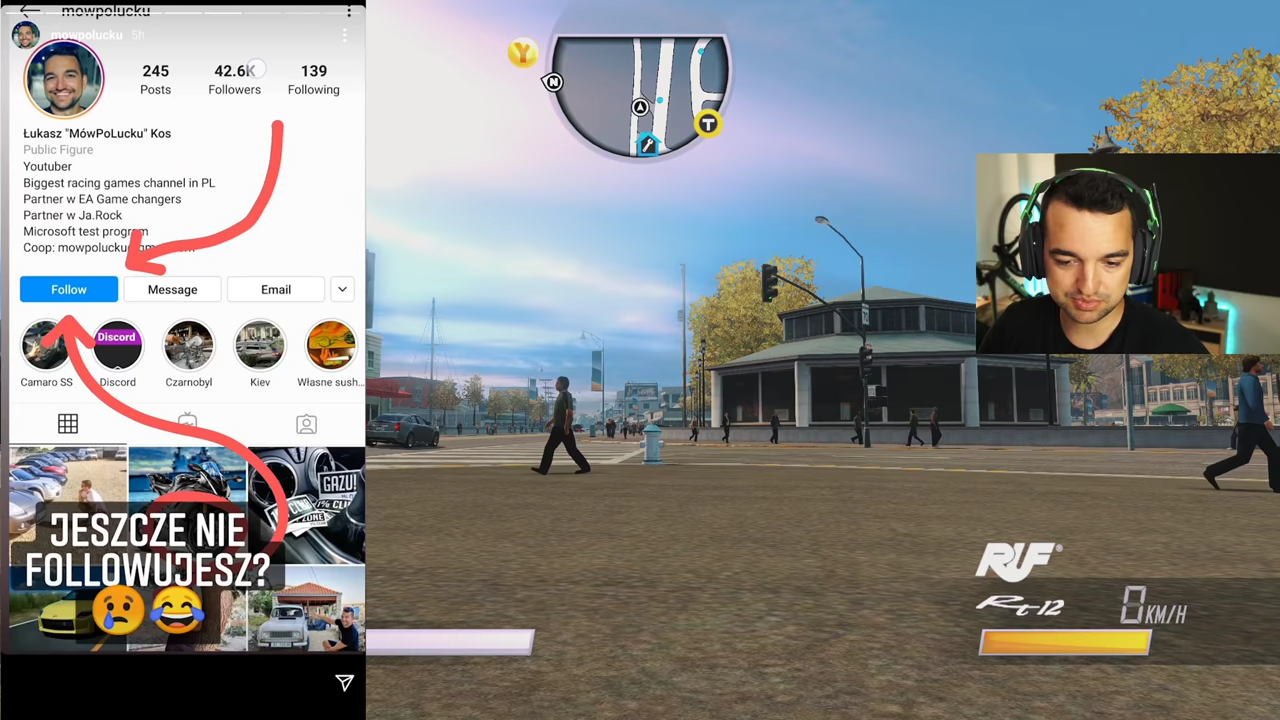 mowpolucku
mowpolucku 5h
245
Posts
42.6K
Followers
139
Following
Łukasz "MówPoLucku" Kos
Public Figure
Youtuber
Biggest racing games channel in PL
Partner w EA Game changers
Partner w Ja.Rock
Microsoft test program
Coop: mowpolucku
Follow
Message
Email
Discord
Camaro SS
Discord
Czarnobyl
Kiev
Własne sush...
GAZU!
JESZCZE NIE
FOLLOWUJESZ?
Y
N
T
RUF®
Rt-12
0 KM/H